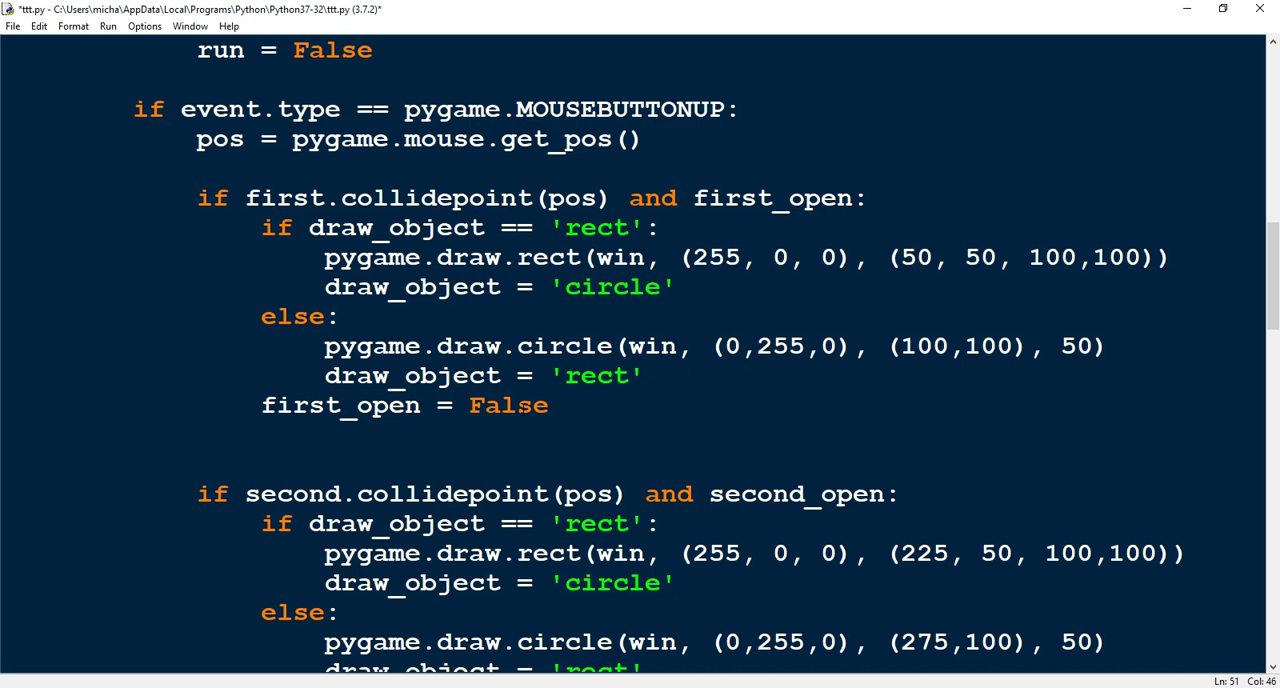 *ttt.py - C:\Users\micha\AppData\Local\Programs\Python\Python37-32\ttt.py (3.7.2)*
File Edit Format Run Options Window Help
run = False
if event.type == pygame.MOUSEBUTTONUP:
pos = pygame.mouse.get_pos()
if first.collidepoint(pos) and first_open:
if draw_object == 'rect':
pygame.draw.rect(win, (255, 0, 0), (50, 50, 100,100))
draw_object = 'circle'
else:
pygame.draw.circle(win, (0,255,0), (100,100), 50)
draw_object = 'rect'
first_open = False
if second.collidepoint(pos) and second_open:
if draw_object == 'rect':
pygame.draw.rect(win, (255, 0, 0), (225, 50, 100,100))
draw_object = 'circle'
else:
pygame.draw.circle(win, (0,255,0), (275,100), 50)
draw_object = 'rect'
Ln: 51 Col: 46